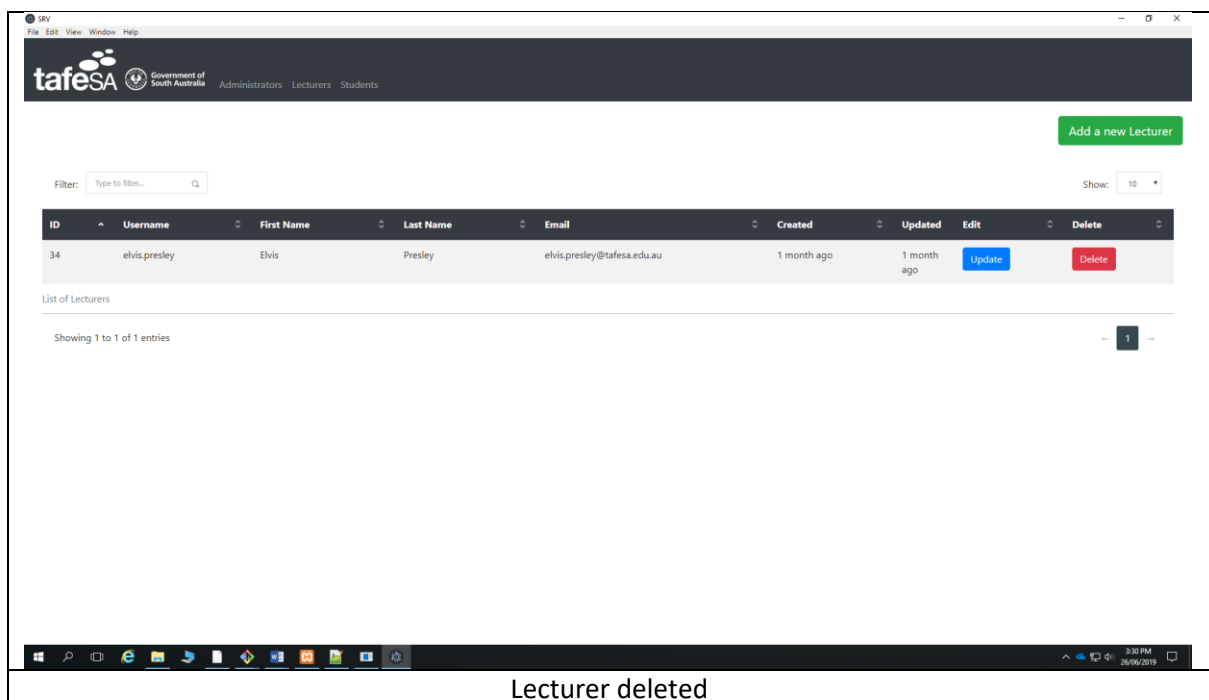 SRV
File Edit View Window Help
tafeSA Government of South Australia Administrators Lecturers Students
Add a new Lecturer
Filter: Type to filter... Show: 10
ID Username First Name Last Name Email Created Updated Edit Delete
34 elvis.presley Elvis Presley elvis.presley@tafesa.edu.au 1 month ago 1 month ago Update Delete
List of Lecturers
Showing 1 to 1 of 1 entries ← 1 →
3:30 PM
26/06/2019
Lecturer deleted